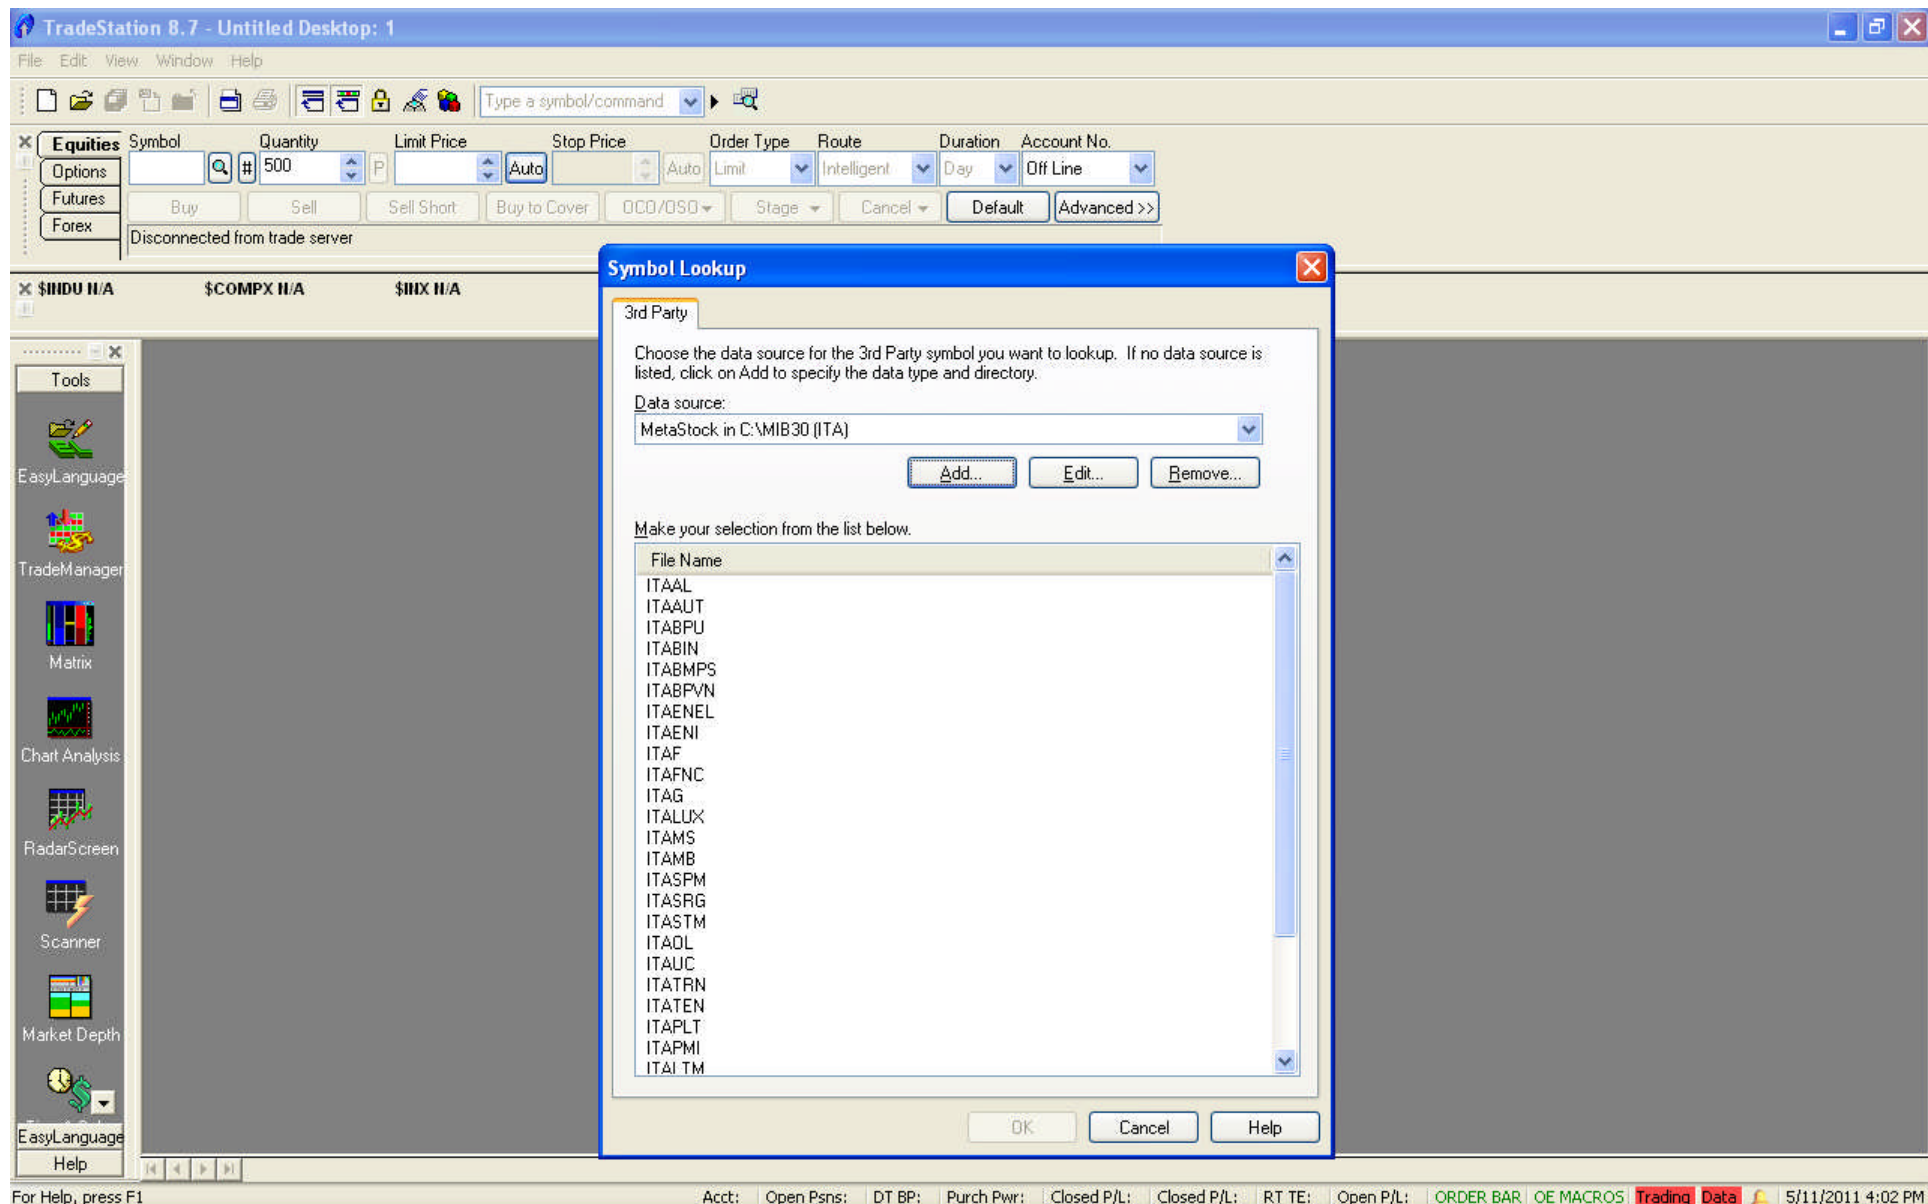 TradeStation 8.7 - Untitled Desktop: 1
File Edit View Window Help
Type a symbol/command
Equities Symbol Quantity Limit Price Stop Price Order Type Route Duration Account No.
Options # 500 P Auto Auto Limit Intelligent Day Off Line
Futures Buy Sell Sell Short Buy to Cover OCO/OSO Stage Cancel Default Advanced >>
Forex
Disconnected from trade server
$INDU N/A $COMPX N/A $INX N/A
Tools
EasyLanguage
TradeManager
Matrix
Chart Analysis
RadarScreen
Scanner
Market Depth
EasyLanguage
Help
Symbol Lookup
3rd Party
Choose the data source for the 3rd Party symbol you want to lookup. If no data source is
listed, click on Add to specify the data type and directory.
Data source:
MetaStock in C:\MIB30 (ITA)
Add... Edit... Remove...
Make your selection from the list below.
File Name
ITAAL
ITAAUT
ITABPU
ITABIN
ITABMPS
ITABPVN
ITAENEL
ITAENI
ITAF
ITAFNC
ITAG
ITALUX
ITAMS
ITAMB
ITASPM
ITASRG
ITASTM
ITAOL
ITAUC
ITATRN
ITATEN
ITAPLT
ITAPMI
ITALTM
OK Cancel Help
For Help, press F1 Acct: Open Psns: DT BP: Purch Pwr: Closed P/L: Closed P/L: RT TE: Open P/L: ORDER BAR OE MACROS Trading Data 5/11/2011 4:02 PM